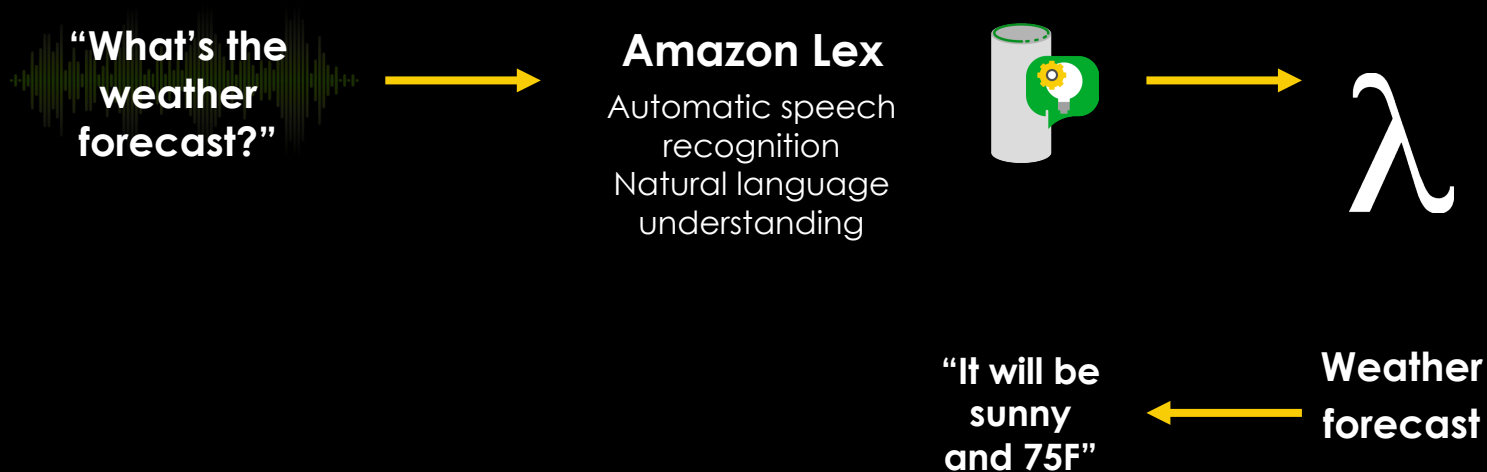 “What’s the
weather
forecast?”
Amazon Lex
Automatic speech
recognition
Natural language
understanding
λ
“It will be
sunny
and 75F”
Weather
forecast